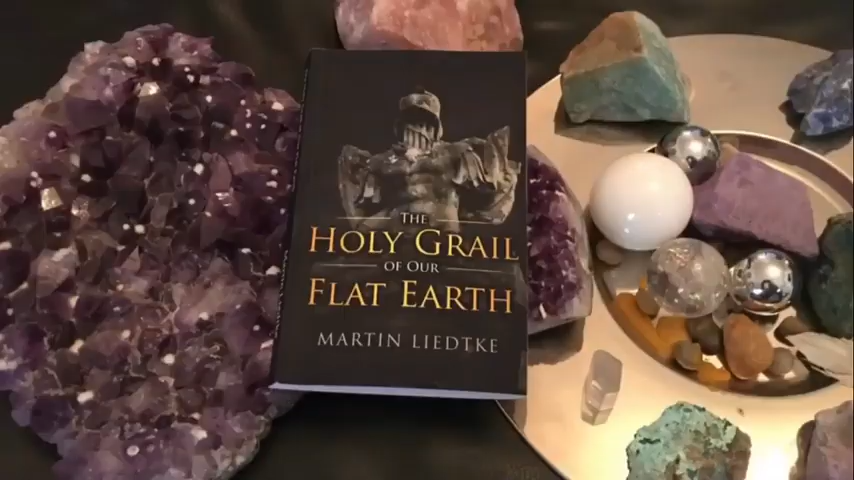 THE
HOLY GRAIL
OF OUR
FLAT EARTH
MARTIN LIEDTKE